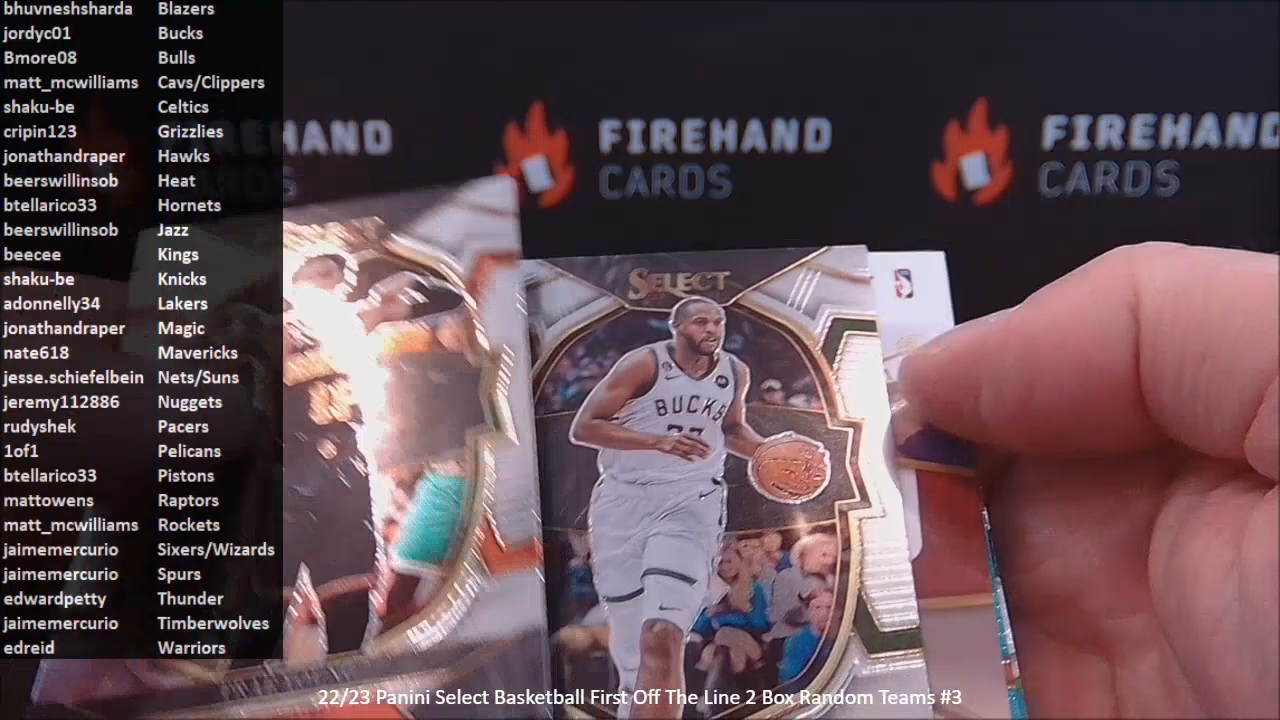 bhuvneshsharda Blazers
jordyc01 Bucks
Bmore08 Bulls
matt_mcwilliams Cavs/Clippers
shaku-be Celtics
cripin123 Grizzlies
jonathandraper Hawks
beerswillinsob Heat
btellarico33 Hornets
beerswillinsob Jazz
beecee Kings
shaku-be Knicks
adonnelly34 Lakers
jonathandraper Magic
nate618 Mavericks
jesse.schiefelbein Nets/Suns
jeremy112886 Nuggets
rudyshek Pacers
1of1 Pelicans
btellarico33 Pistons
mattowens Raptors
matt_mcwilliams Rockets
jaimemercurio Sixers/Wizards
jaimemercurio Spurs
edwardpetty Thunder
jaimemercurio Timberwolves
edreid Warriors
FIREHAND
CARDS
FIREHAND
CARDS
SELECT
BUCKS
22/23 Panini Select Basketball First Off The Line 2 Box Random Teams #3